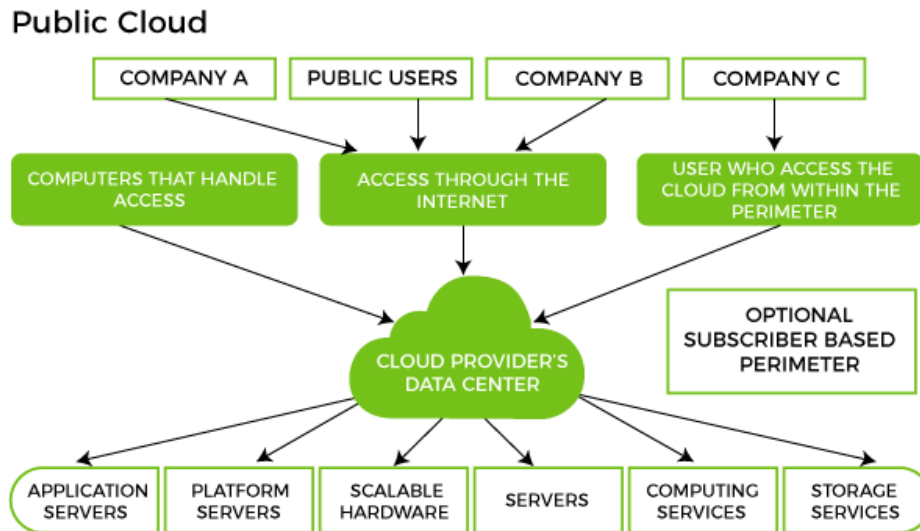 Public Cloud
COMPANY A
PUBLIC USERS
COMPANY B
COMPANY C
COMPUTERS THAT HANDLE
ACCESS
ACCESS THROUGH THE
INTERNET
USER WHO ACCESS THE
CLOUD FROM WITHIN THE
PERIMETER
CLOUD PROVIDER'S
DATA CENTER
OPTIONAL
SUBSCRIBER BASED
PERIMETER
APPLICATION
SERVERS
PLATFORM
SERVERS
SCALABLE
HARDWARE
SERVERS
COMPUTING
SERVICES
STORAGE
SERVICES